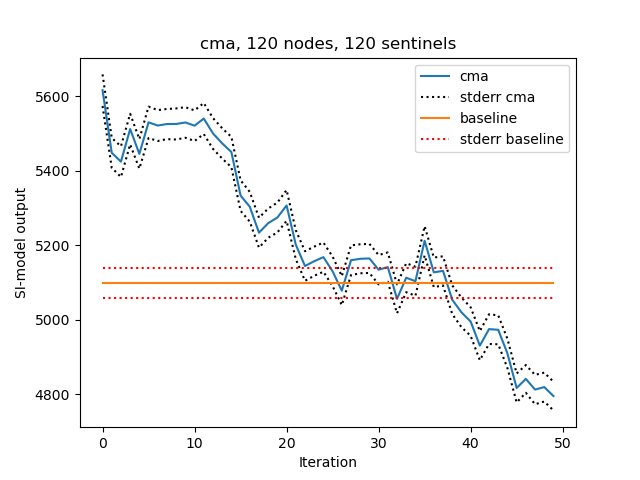 cma, 120 nodes, 120 sentinels
cma
stderr cma
baseline
stderr baseline
SI-model output
5600
5400
5200
5000
4800
0 10 20 30 40 50
Iteration